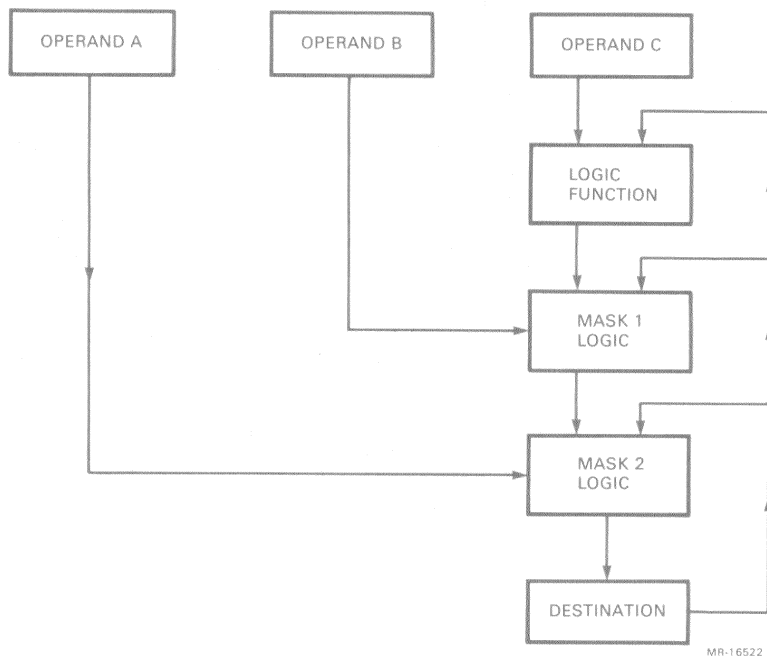 OPERAND A
OPERAND B
OPERAND C
LOGIC
FUNCTION
MASK 1
LOGIC
MASK 2
LOGIC
DESTINATION
MR-16522